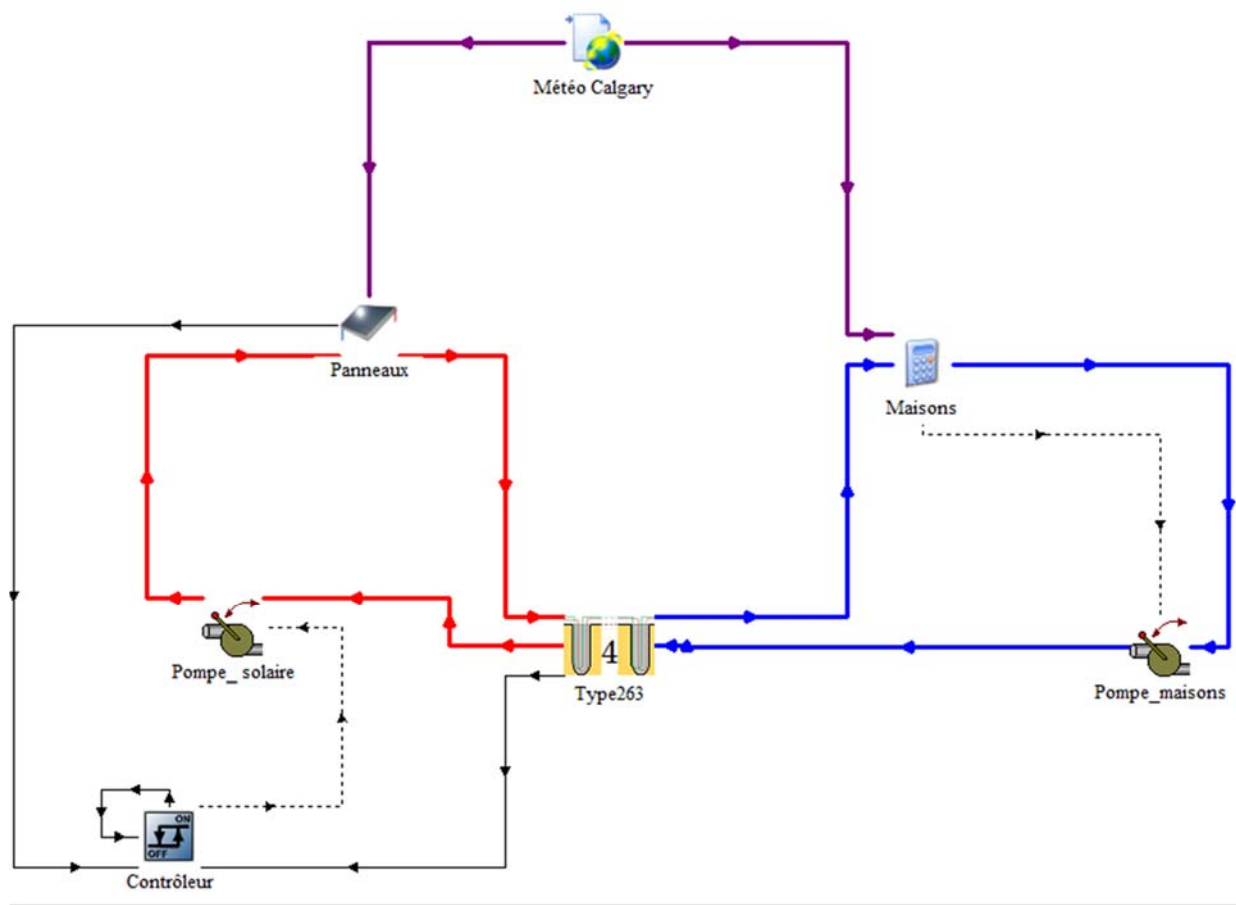 Météo Calgary
Panneaux
Maisons
4
Type263
Pompe_ solaire
Pompe_maisons
ON
OFF
Contrôleur